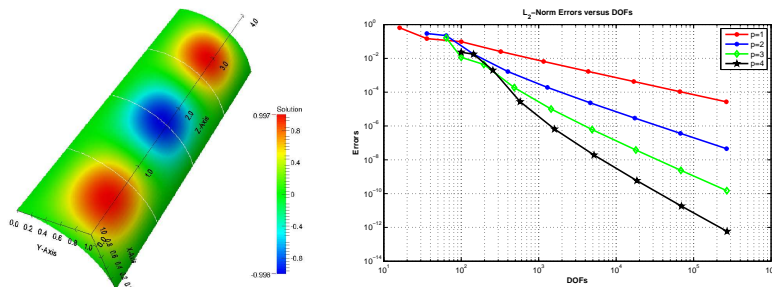 4.0
3.0
Z-Axis
2.0
1.0
0.0 0.2 0.4 0.6 0.8 1.0
Y-Axis
X-Axis
Solution
0.997
0.8
0.4
0
-0.4
-0.8
-0.998
L2-Norm Errors versus DOFs
10^0
10^-2
10^-4
10^-6
10^-8
10^-10
10^-12
10^-14
Errors
10^1 10^2 10^3 10^4 10^5 10^6
DOFs
p=1
p=2
p=3
p=4